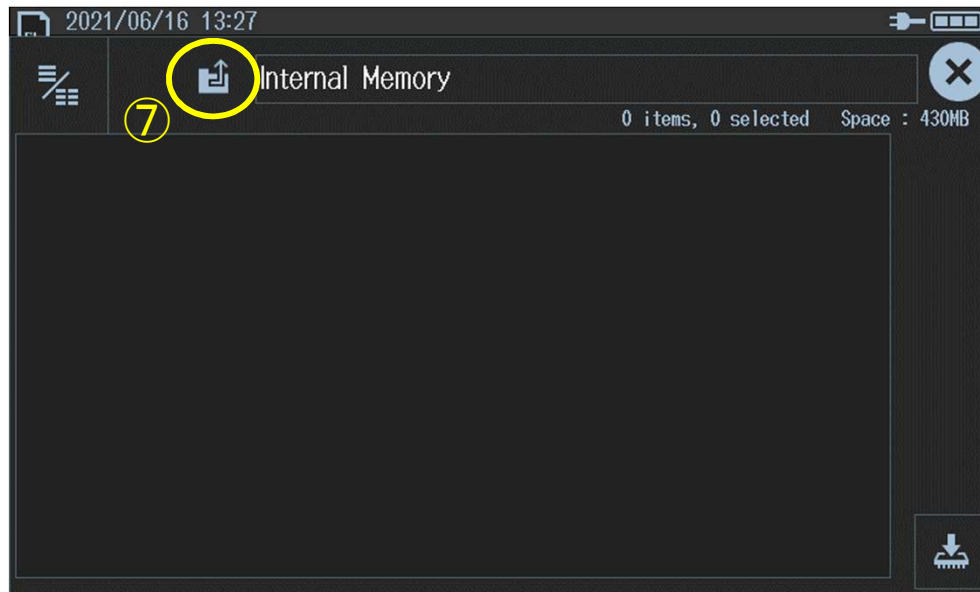 2021/06/16 13:27
Internal Memory
0 items, 0 selected Space : 430MB
⑦